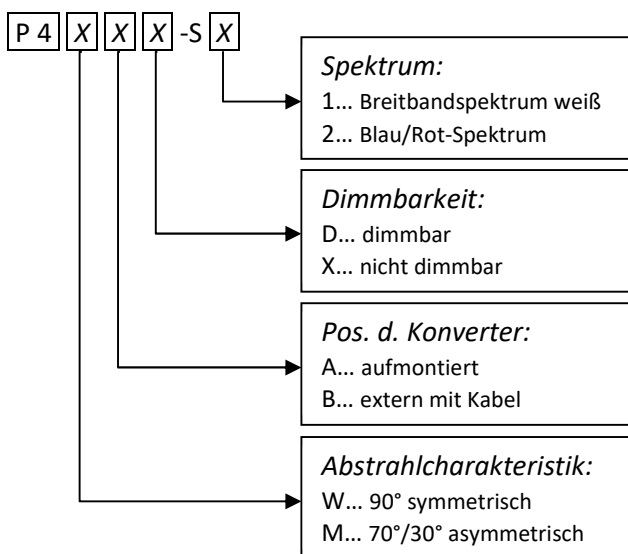 P 4 X X X -S X
Spektrum:
1... Breitbandspektrum weiß
2... Blau/Rot-Spektrum
Dimmbarkeit:
D... dimmbar
X... nicht dimmbar
Pos. d. Konverter:
A... aufmontiert
B... extern mit Kabel
Abstrahlcharakteristik:
W... 90° symmetrisch
M... 70°/30° asymmetrisch